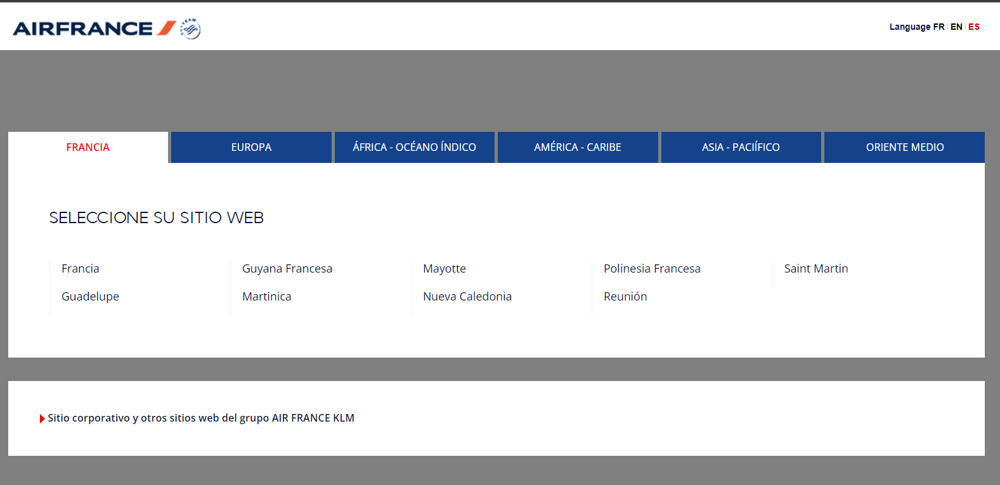 AIRFRANCE SKYTEAM
Language FR EN ES
FRANCIA EUROPA ÁFRICA - OCÉANO ÍNDICO AMÉRICA - CARIBE ASIA - PACIÍFICO ORIENTE MEDIO
SELECCIONE SU SITIO WEB
Francia Guyana Francesa Mayotte Polinesia Francesa Saint Martin
Guadelupe Martinica Nueva Caledonia Reunión
Sitio corporativo y otros sitios web del grupo AIR FRANCE KLM